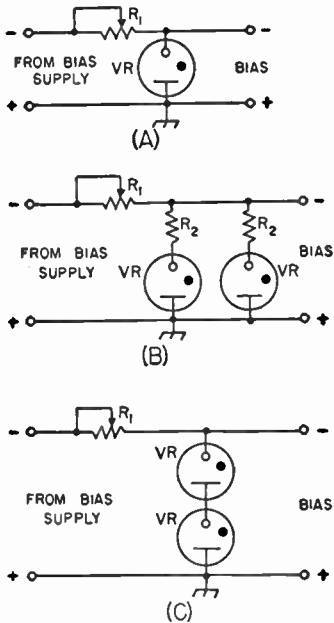 - R₁ -
FROM BIAS SUPPLY VR BIAS
+ +
(A)
- R₁ -
R₂ R₂
FROM BIAS SUPPLY VR VR BIAS
+ +
(B)
- R₁ -
VR
FROM BIAS SUPPLY VR BIAS
+ +
(C)